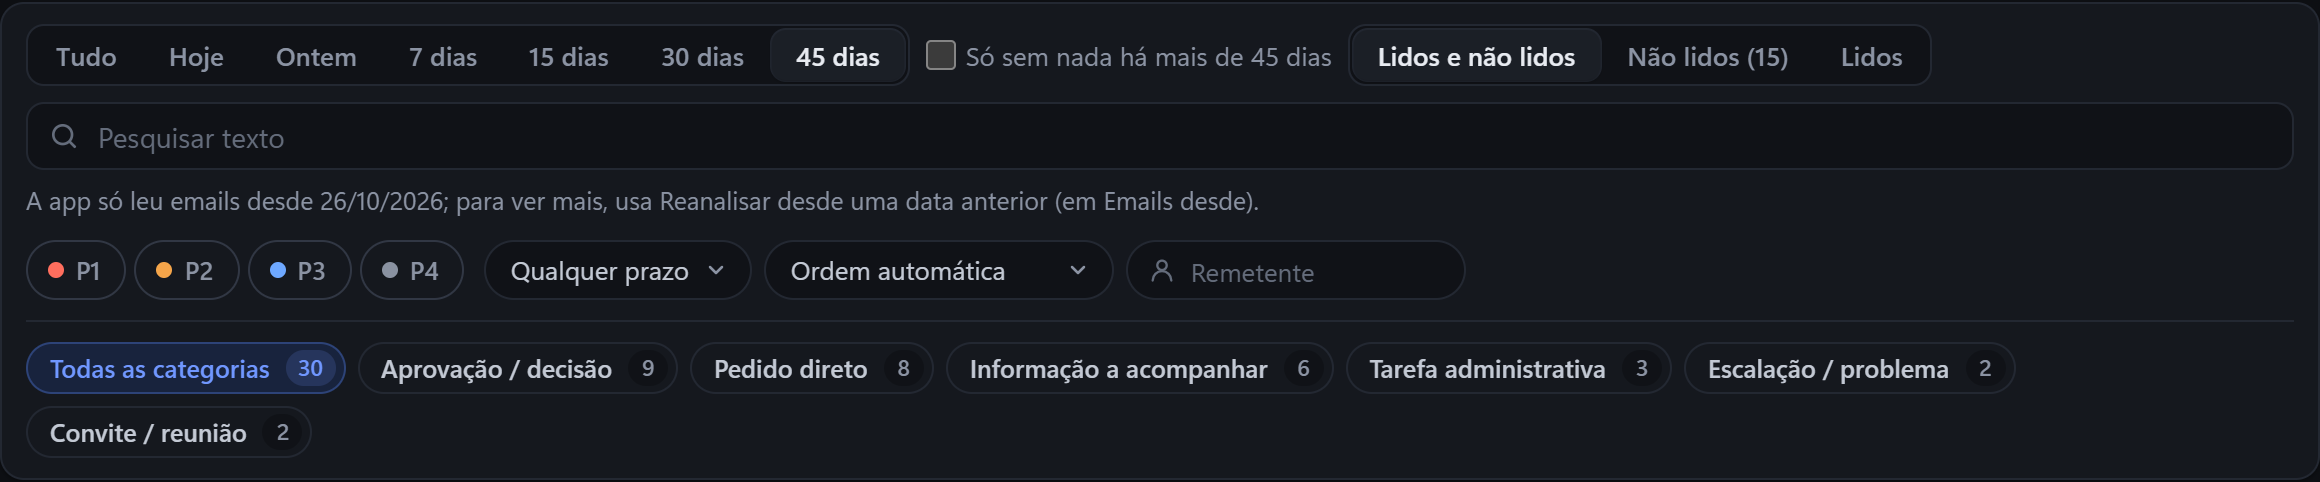 Tudo Hoje Ontem 7 dias 15 dias 30 dias 45 dias Só sem nada há mais de 45 dias Lidos e não lidos Não lidos (15) Lidos
Pesquisar texto
A app só leu emails desde 26/10/2026; para ver mais, usa Reanalisar desde uma data anterior (em Emails desde).
P1 P2 P3 P4 Qualquer prazo Ordem automática Remetente
Todas as categorias 30 Aprovação / decisão 9 Pedido direto 8 Informação a acompanhar 6 Tarefa administrativa 3 Escalação / problema 2
Convite / reunião 2